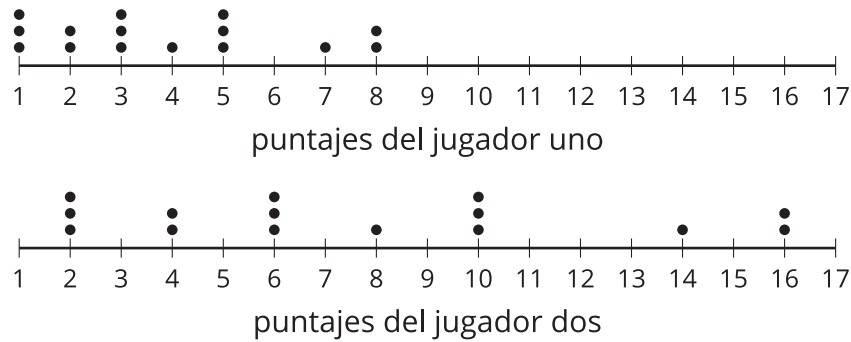 1 2 3 4 5 6 7 8 9 10 11 12 13 14 15 16 17
puntajes del jugador uno
1 2 3 4 5 6 7 8 9 10 11 12 13 14 15 16 17
puntajes del jugador dos